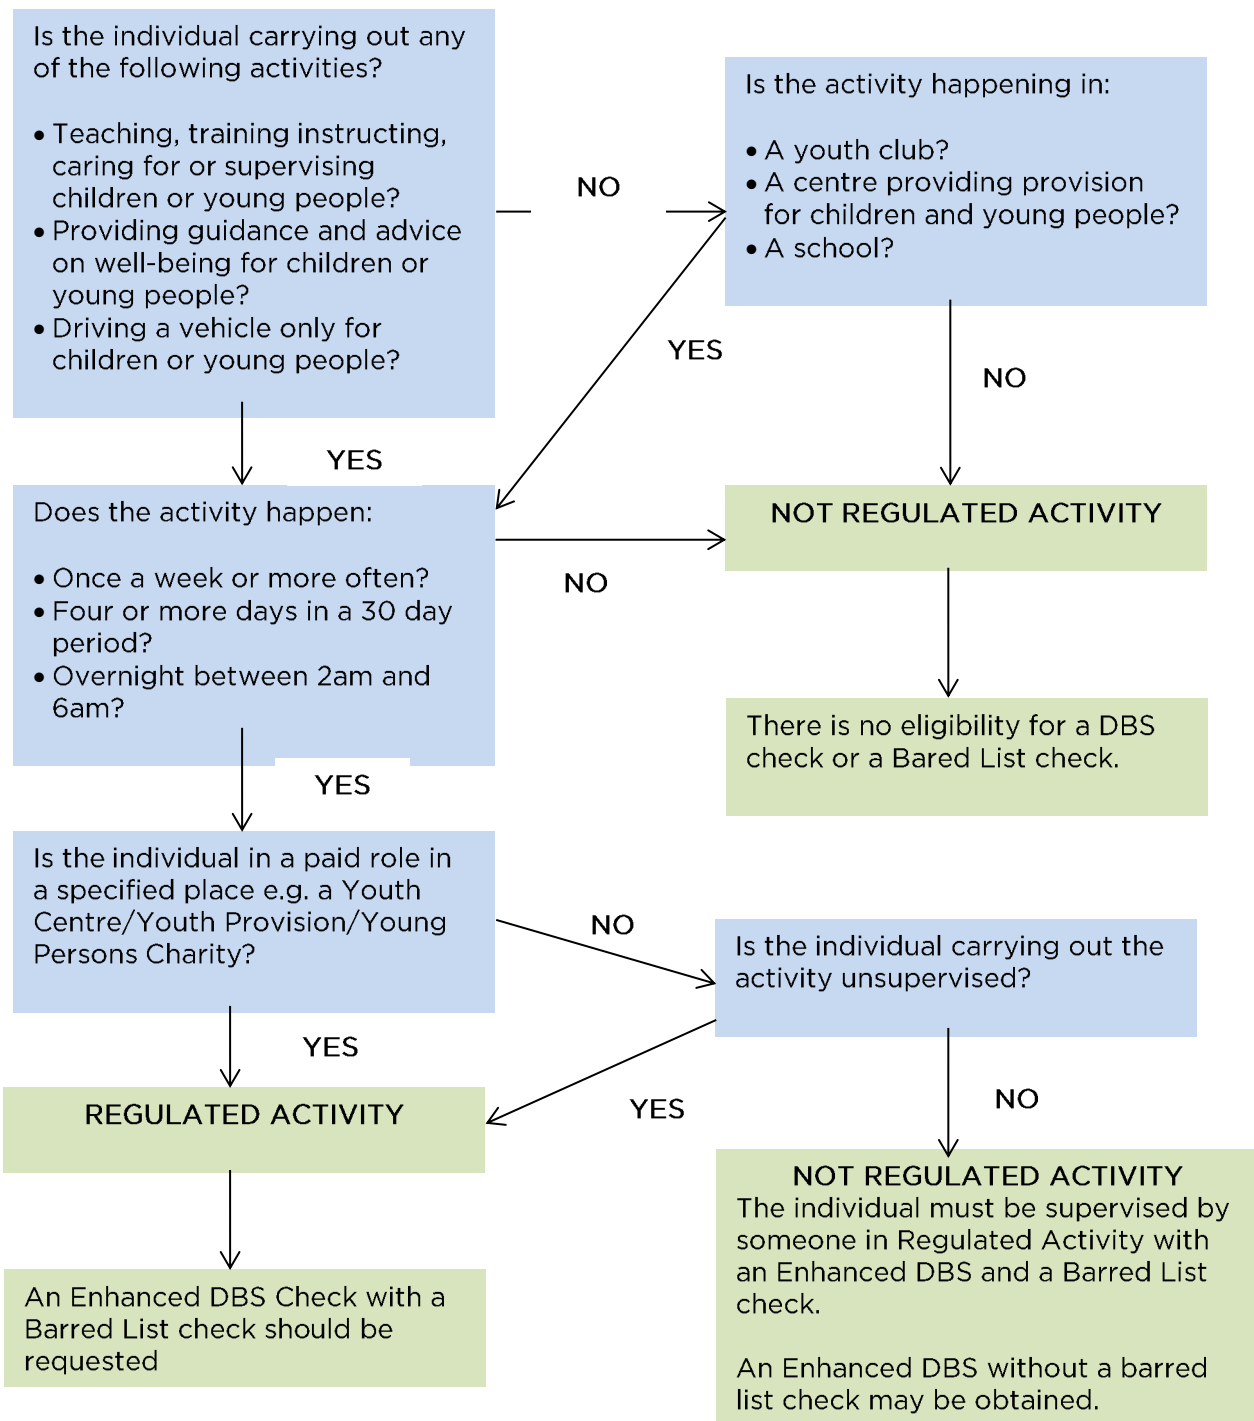 Is the individual carrying out any
of the following activities?
• Teaching, training instructing,
caring for or supervising
children or young people?
• Providing guidance and advice
on well-being for children or
young people?
• Driving a vehicle only for
children or young people?
NO
Is the activity happening in:
• A youth club?
• A centre providing provision
for children and young people?
• A school?
YES
NO
YES
Does the activity happen:
• Once a week or more often?
• Four or more days in a 30 day
period?
• Overnight between 2am and
6am?
NO
NOT REGULATED ACTIVITY
There is no eligibility for a DBS
check or a Bared List check.
YES
Is the individual in a paid role in
a specified place e.g. a Youth
Centre/Youth Provision/Young
Persons Charity?
NO
Is the individual carrying out the
activity unsupervised?
YES
YES
NO
REGULATED ACTIVITY
An Enhanced DBS Check with a
Barred List check should be
requested
NOT REGULATED ACTIVITY
The individual must be supervised by
someone in Regulated Activity with
an Enhanced DBS and a Barred List
check.
An Enhanced DBS without a barred
list check may be obtained.